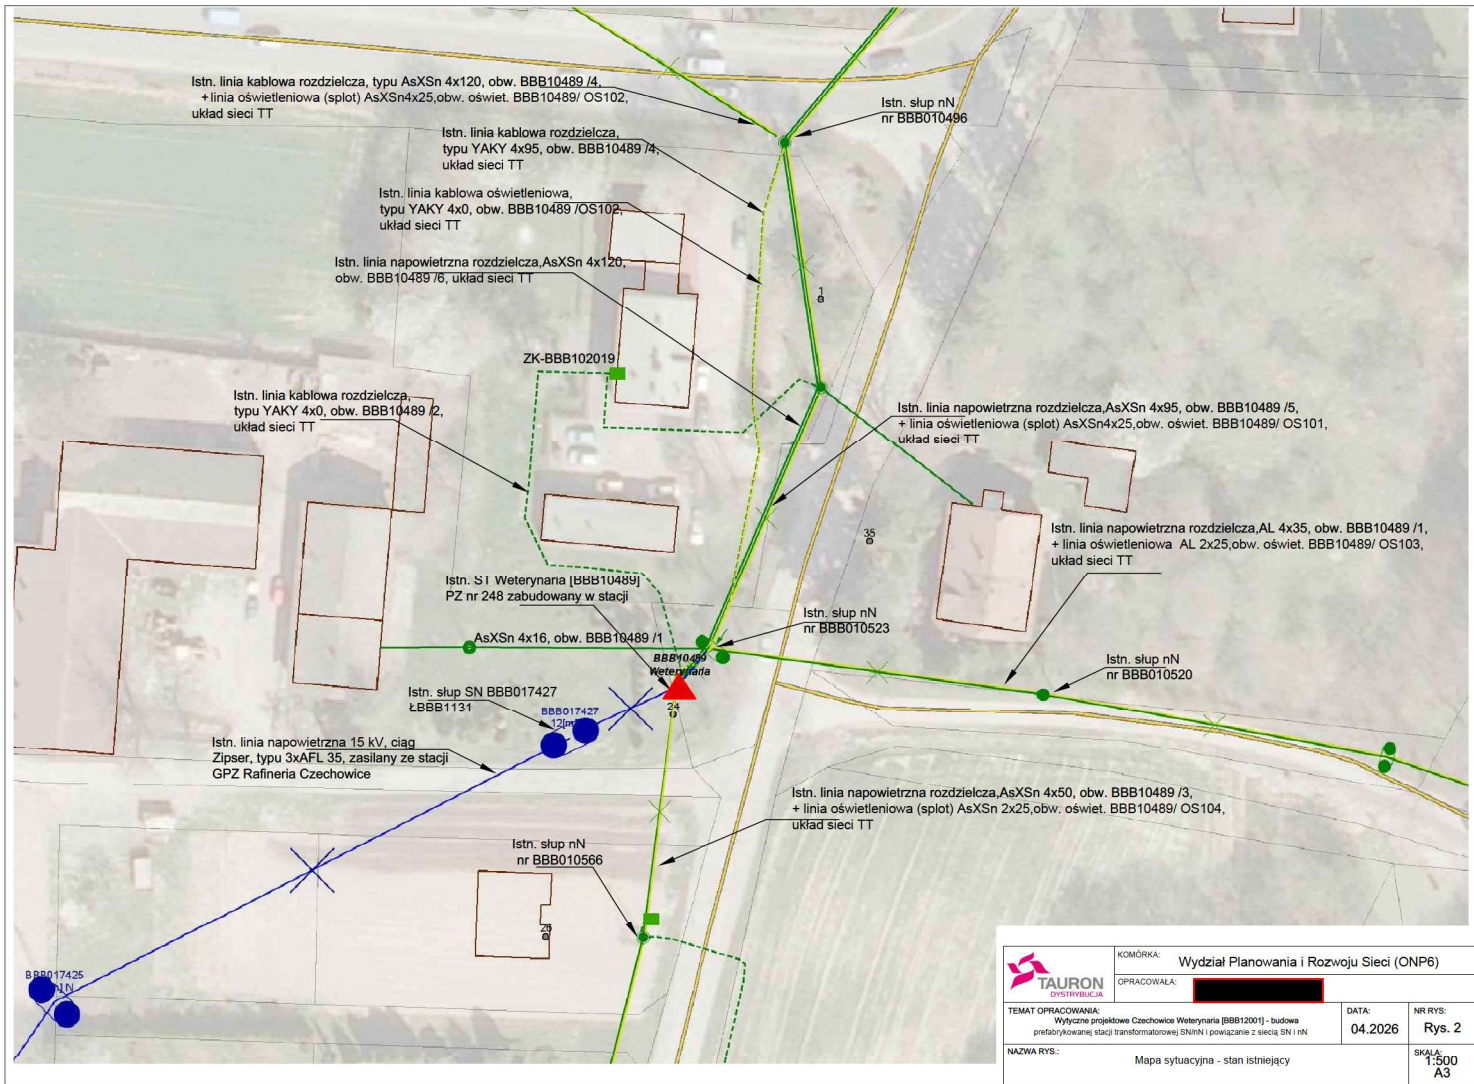 Istn. linia kablowa rozdzielcza, typu AsXSn 4x120, obw. BBB10489 /4,
+ linia oświetleniowa (splot) AsXSn4x25,obw. oświet. BBB10489/ OS102,
układ sieci TT
Istn. słup nN
nr BBB010496
Istn. linia kablowa rozdzielcza,
typu YAKY 4x95, obw. BBB10489 /4,
układ sieci TT
Istn. linia kablowa oświetleniowa,
typu YAKY 4x0, obw. BBB10489 /OS102,
układ sieci TT
Istn. linia napowietrzna rozdzielcza,AsXSn 4x120,
obw. BBB10489 /6, układ sieci TT
1
ZK-BBB102019
Istn. linia kablowa rozdzielcza,
typu YAKY 4x0, obw. BBB10489 /2,
układ sieci TT
Istn. linia napowietrzna rozdzielcza,AsXSn 4x95, obw. BBB10489 /5,
+ linia oświetleniowa (splot) AsXSn4x25,obw. oświet. BBB10489/ OS101,
układ sieci TT
35
Istn. linia napowietrzna rozdzielcza,AL 4x35, obw. BBB10489 /1,
+ linia oświetleniowa AL 2x25,obw. oświet. BBB10489/ OS103,
układ sieci TT
Istn. ST Weterynaria [BBB10489]
PZ nr 248 zabudowany w stacji
Istn. słup nN
nr BBB010523
AsXSn 4x16, obw. BBB10489 /1
BBB10489
Weterynaria
Istn. słup nN
nr BBB010520
Istn. słup SN BBB017427
ŁBBB1131
BBB017427
24
Istn. linia napowietrzna 15 kV, ciąg
Zipser, typu 3xAFL 35, zasilany ze stacji
GPZ Rafineria Czechowice
Istn. linia napowietrzna rozdzielcza,AsXSn 4x50, obw. BBB10489 /3,
+ linia oświetleniowa (splot) AsXSn 2x25,obw. oświet. BBB10489/ OS104,
układ sieci TT
Istn. słup nN
nr BBB010566
26
BBB017425
TAURON
DYSTRYBUCJA
KOMÓRKA:
Wydział Planowania i Rozwoju Sieci (ONP6)
OPRACOWAŁA:
TEMAT OPRACOWANIA:
Wytyczne projektowe Czechowice Weterynaria [BBB12001] - budowa
prefabrykowanej stacji transformatorowej SN/nN i powiązanie z siecią SN i nN
DATA:
04.2026
NR RYS:
Rys. 2
NAZWA RYS.:
Mapa sytuacyjna - stan istniejący
SKALA:
1:500
A3